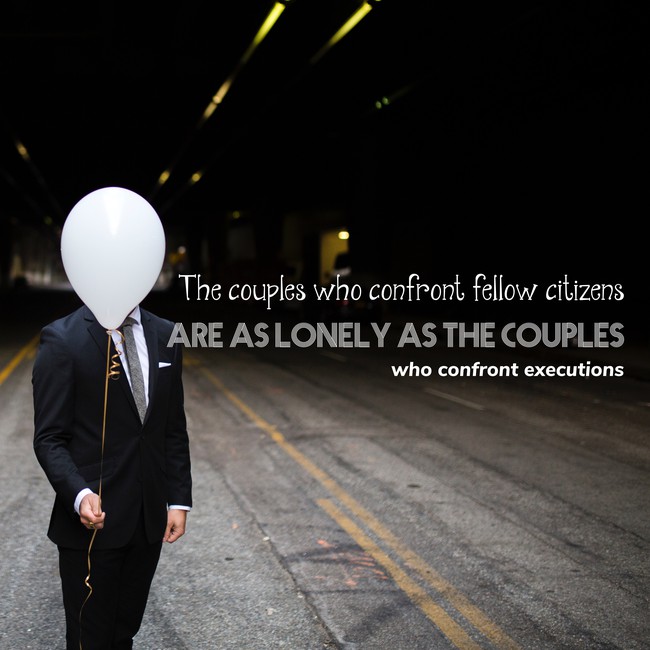 The couples who confront fellow citizens
ARE AS LONELY AS THE COUPLES
who confront executions